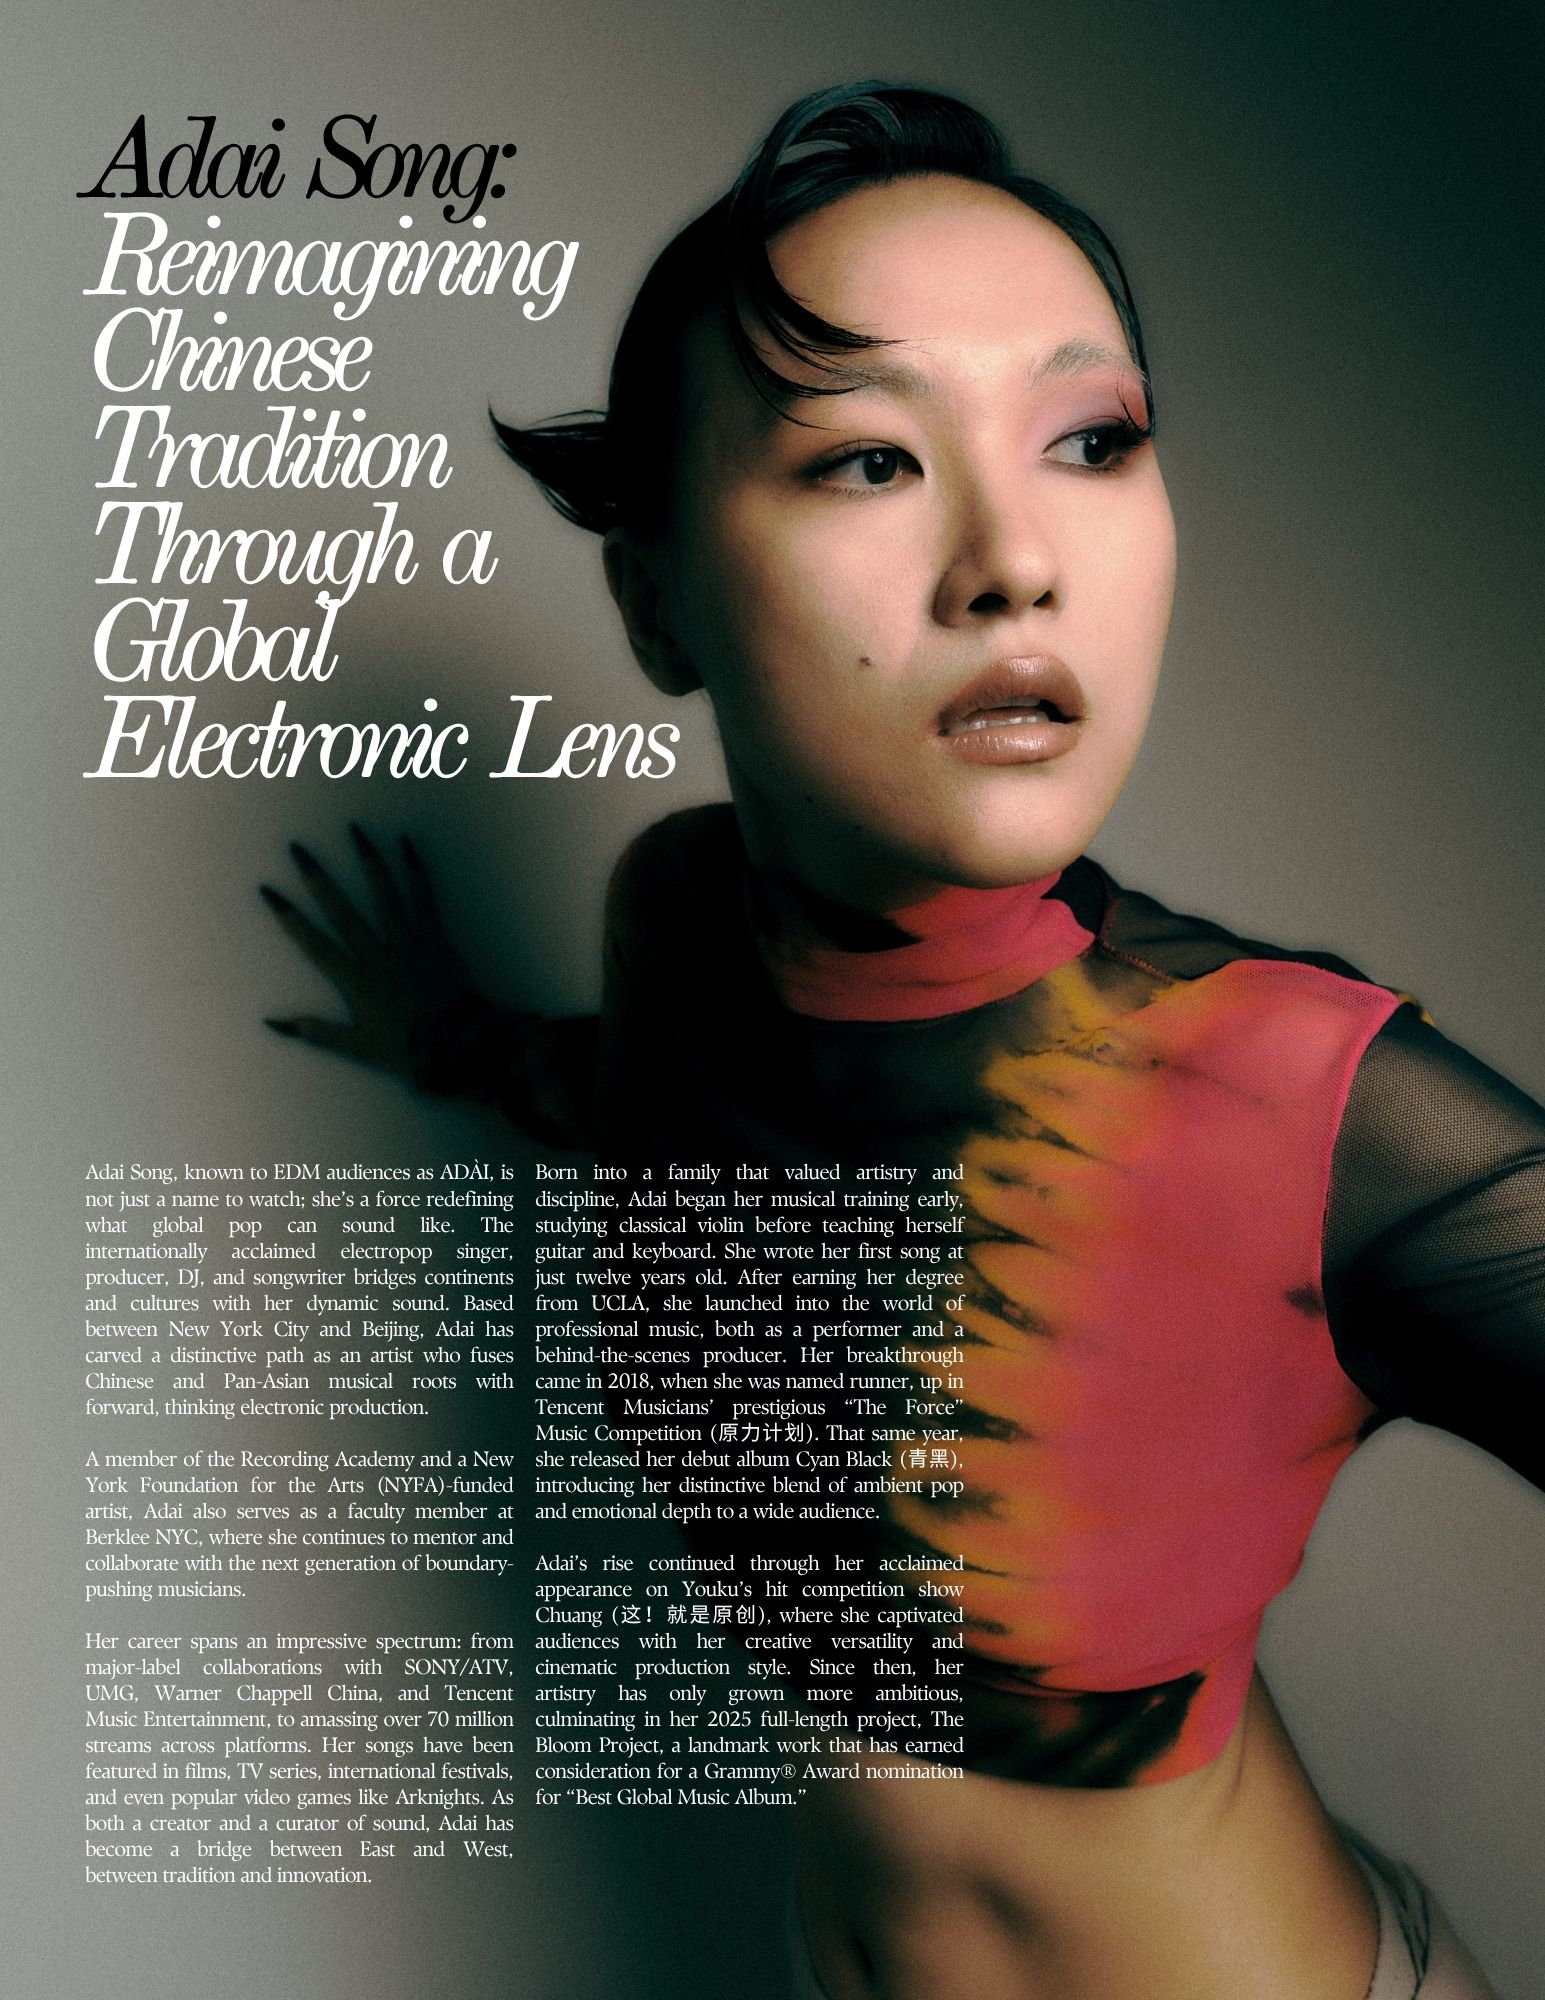 Adai Song:
Reimagining
Chinese
Tradition
Through a
Global
Electronic Lens
Adai Song, known to EDM audiences as ADÀI, is
not just a name to watch; she’s a force redefining
what global pop can sound like. The
internationally acclaimed electropop singer,
producer, DJ, and songwriter bridges continents
and cultures with her dynamic sound. Based
between New York City and Beijing, Adai has
carved a distinctive path as an artist who fuses
Chinese and Pan-Asian musical roots with
forward, thinking electronic production.
A member of the Recording Academy and a New
York Foundation for the Arts (NYFA)-funded
artist, Adai also serves as a faculty member at
Berklee NYC, where she continues to mentor and
collaborate with the next generation of boundary-
pushing musicians.
Her career spans an impressive spectrum: from
major-label collaborations with SONY/ATV,
UMG, Warner Chappell China, and Tencent
Music Entertainment, to amassing over 70 million
streams across platforms. Her songs have been
featured in films, TV series, international festivals,
and even popular video games like Arknights. As
both a creator and a curator of sound, Adai has
become a bridge between East and West,
between tradition and innovation.
Born into a family that valued artistry and
discipline, Adai began her musical training early,
studying classical violin before teaching herself
guitar and keyboard. She wrote her first song at
just twelve years old. After earning her degree
from UCLA, she launched into the world of
professional music, both as a performer and a
behind-the-scenes producer. Her breakthrough
came in 2018, when she was named runner, up in
Tencent Musicians’ prestigious “The Force”
Music Competition (原力计划). That same year,
she released her debut album Cyan Black (青黑),
introducing her distinctive blend of ambient pop
and emotional depth to a wide audience.
Adai’s rise continued through her acclaimed
appearance on Youku’s hit competition show
Chuang (这！就是原创), where she captivated
audiences with her creative versatility and
cinematic production style. Since then, her
artistry has only grown more ambitious,
culminating in her 2025 full-length project, The
Bloom Project, a landmark work that has earned
consideration for a Grammy® Award nomination
for “Best Global Music Album.”